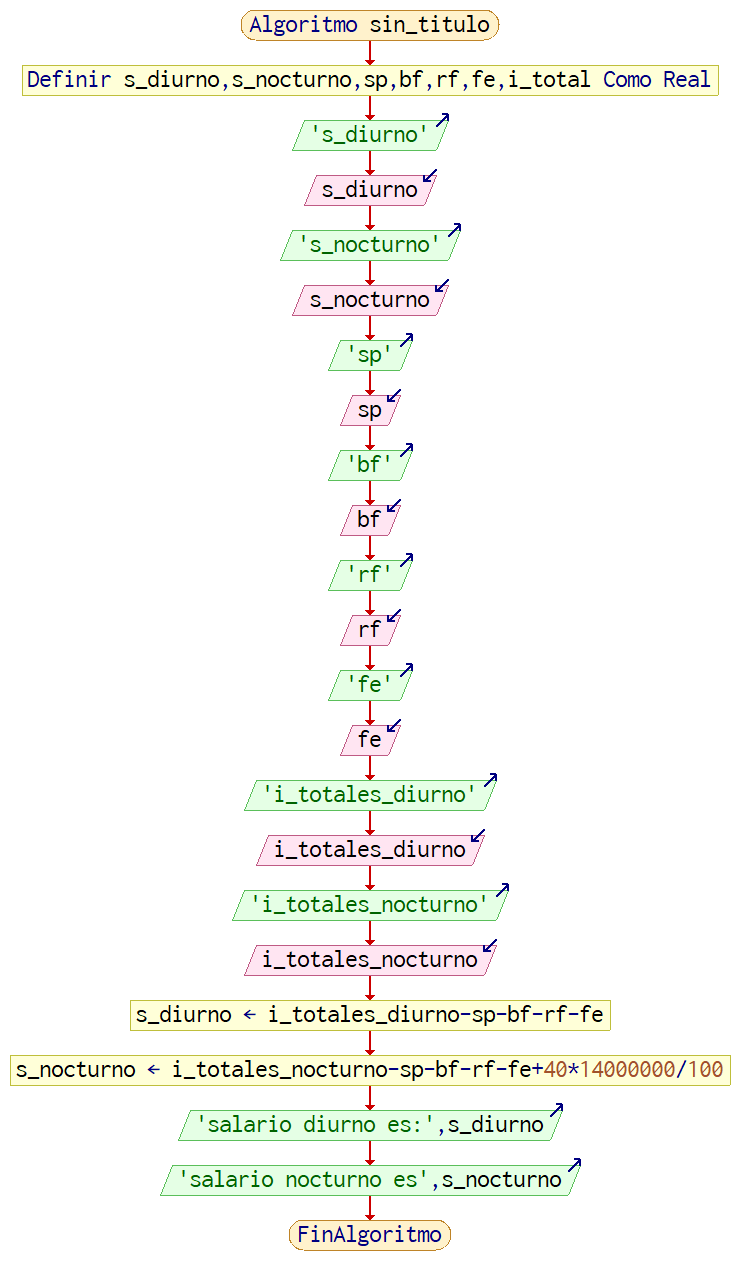 Algoritmo sin_titulo
Definir s_diurno,s_nocturno,sp,bf,rf,fe,i_total Como Real
's_diurno'
s_diurno
's_nocturno'
s_nocturno
'sp'
sp
'bf'
bf
'rf'
rf
'fe'
fe
'i_totales_diurno'
i_totales_diurno
'i_totales_nocturno'
i_totales_nocturno
s_diurno ← i_totales_diurno-sp-bf-rf-fe
s_nocturno ← i_totales_nocturno-sp-bf-rf-fe+40*14000000/100
'salario diurno es:',s_diurno
'salario nocturno es',s_nocturno
FinAlgoritmo